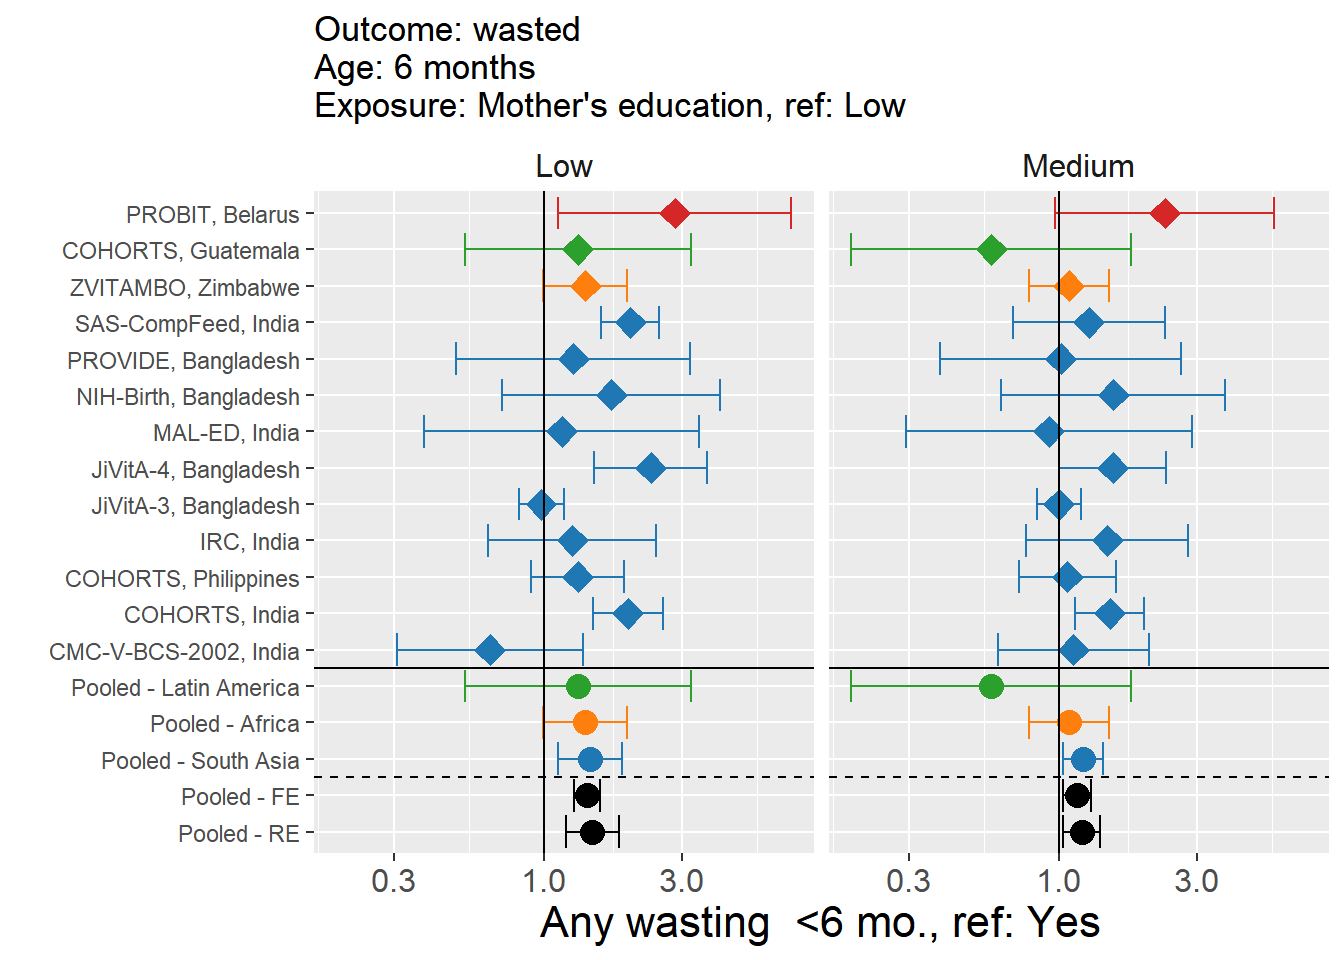 Outcome: wasted
Age: 6 months
Exposure: Mother's education, ref: Low
Low
Medium
PROBIT, Belarus
COHORTS, Guatemala
ZVITAMBO, Zimbabwe
SAS-CompFeed, India
PROVIDE, Bangladesh
NIH-Birth, Bangladesh
MAL-ED, India
JiVitA-4, Bangladesh
JiVitA-3, Bangladesh
IRC, India
COHORTS, Philippines
COHORTS, India
CMC-V-BCS-2002, India
Pooled - Latin America
Pooled - Africa
Pooled - South Asia
Pooled - FE
Pooled - RE
0.3 1.0 3.0 0.3 1.0 3.0
Any wasting  <6 mo., ref: Yes